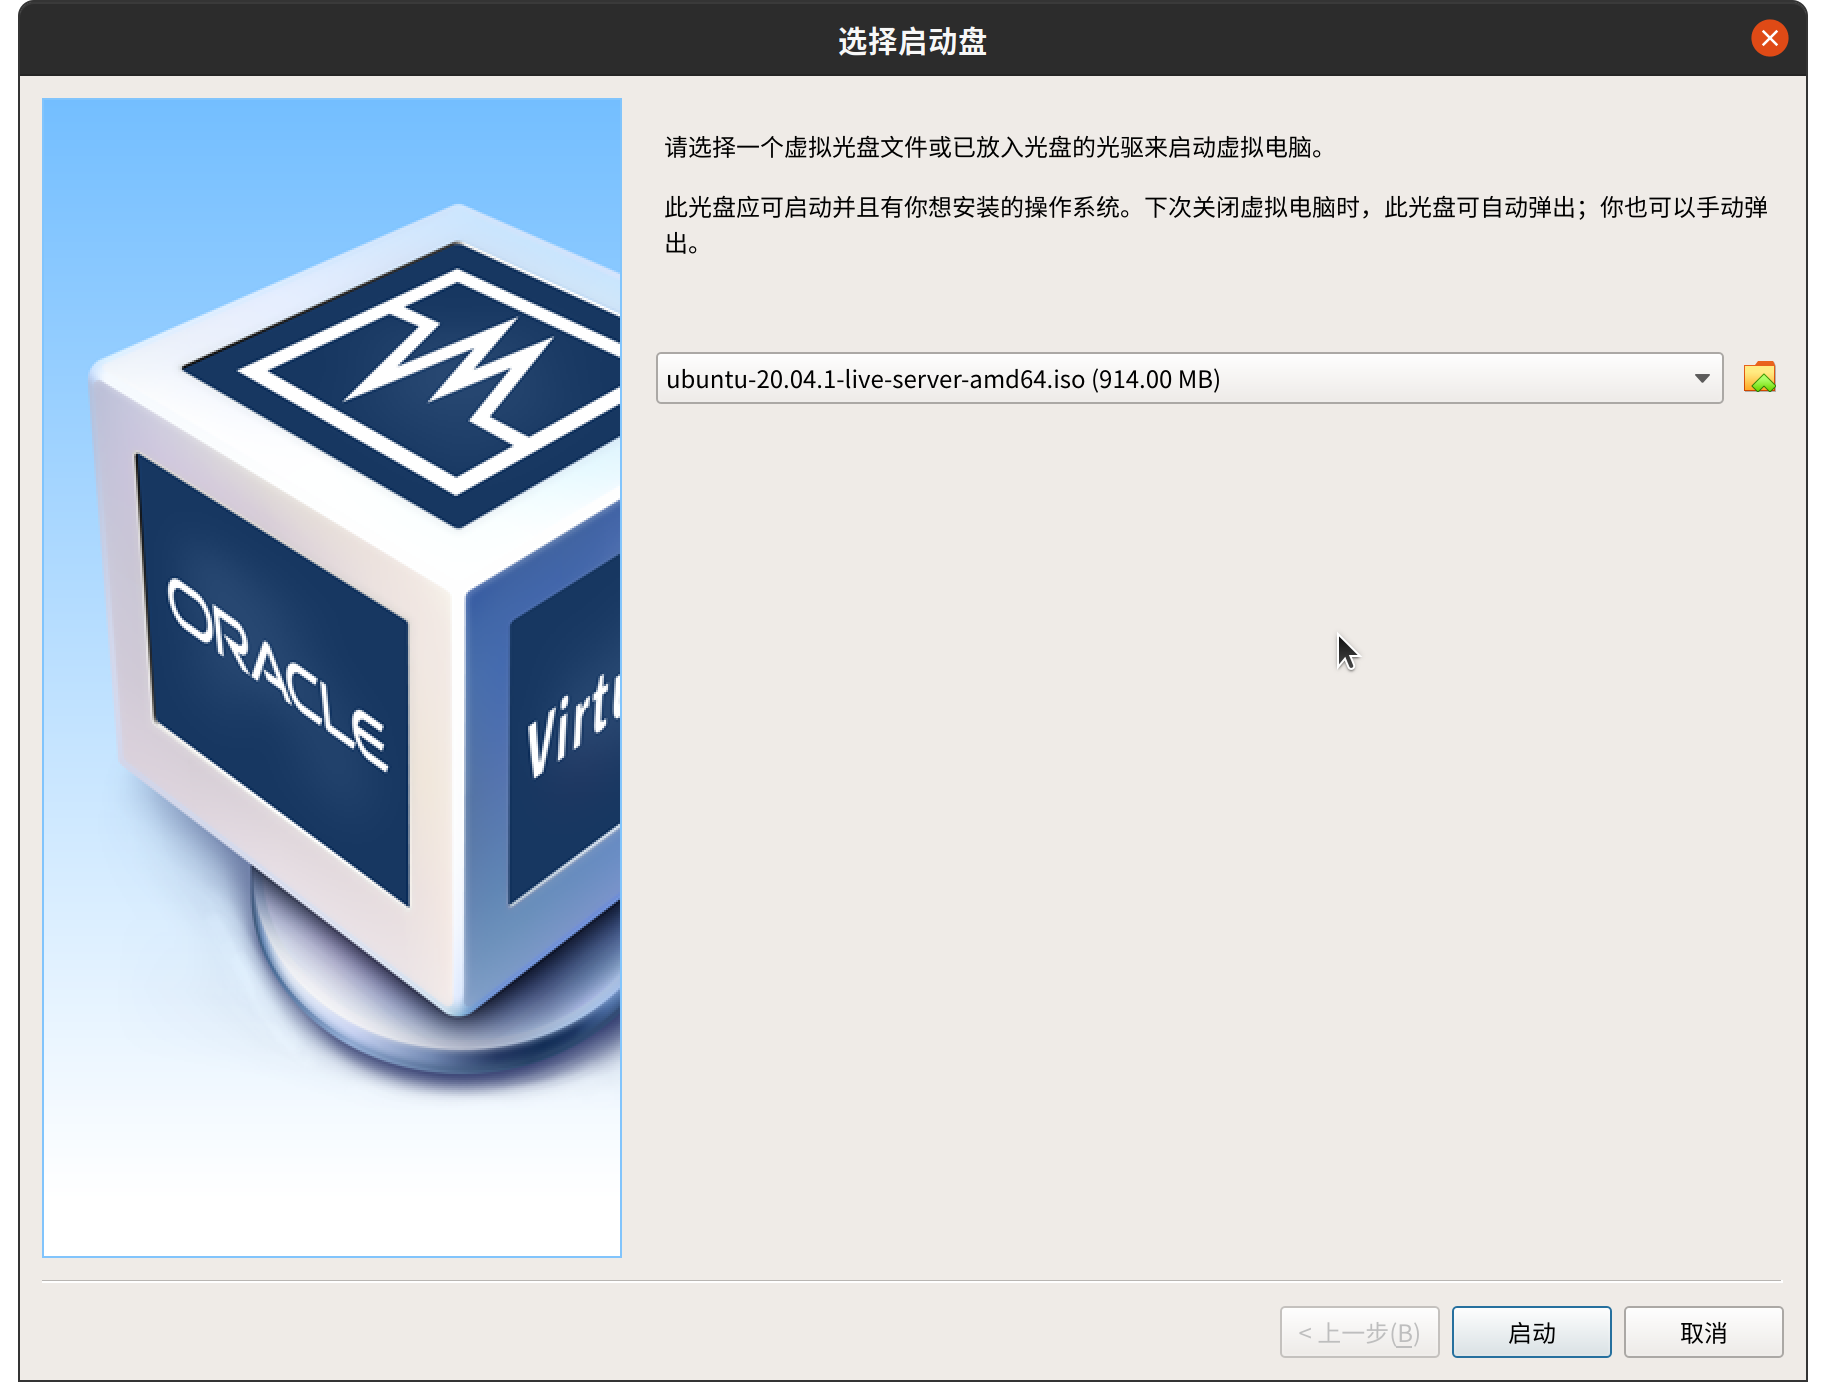 选择启动盘
请选择一个虚拟光盘文件或已放入光盘的光驱来启动虚拟电脑。
此光盘应可启动并且有你想安装的操作系统。下次关闭虚拟电脑时，此光盘可自动弹出；你也可以手动弹
出。
ubuntu-20.04.1-live-server-amd64.iso (914.00 MB)
ORACLE
Virtu
< 上一步(B)
启动
取消